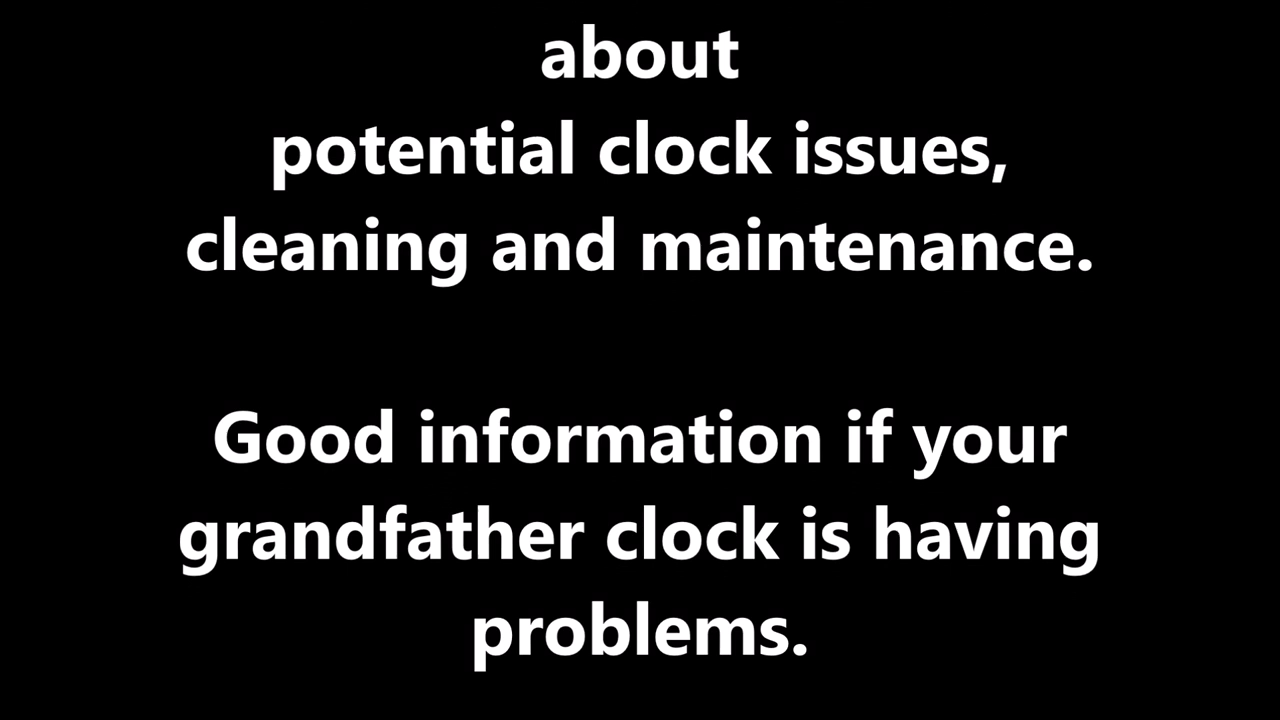 about
potential clock issues,
cleaning and maintenance.
Good information if your
grandfather clock is having
problems.